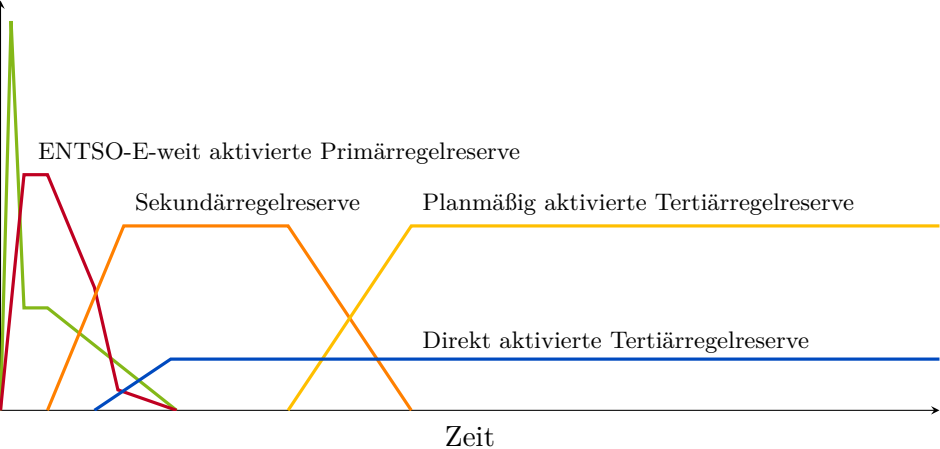 ENTSO-E-weit aktivierte Primärregelreserve
Sekundärregelreserve
Planmäßig aktivierte Tertiärregelreserve
Direkt aktivierte Tertiärregelreserve
Zeit